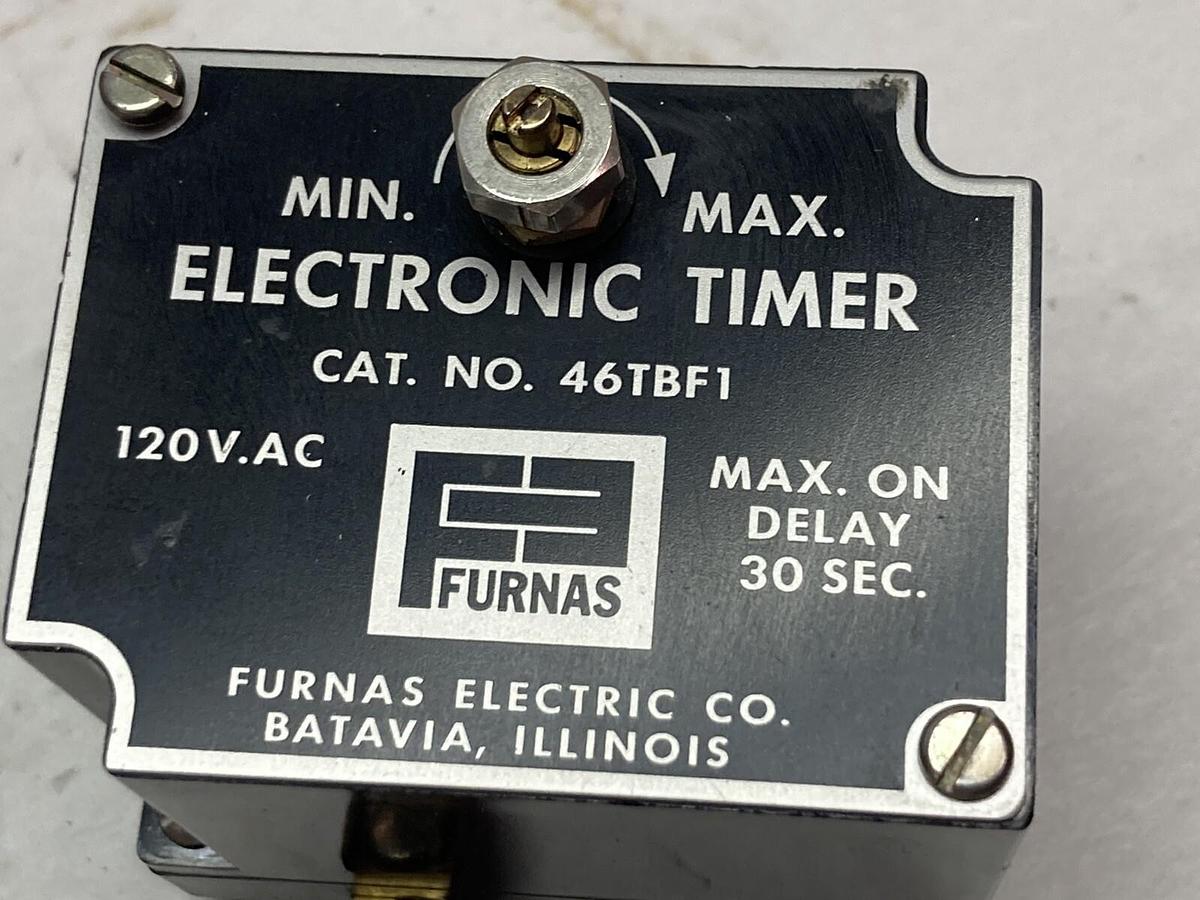 MIN.
MAX.
ELECTRONIC TIMER
CAT. NO. 46TBF1
120V.AC
MAX. ON
DELAY
30 SEC.
FURNAS
FURNAS ELECTRIC CO.
BATAVIA, ILLINOIS